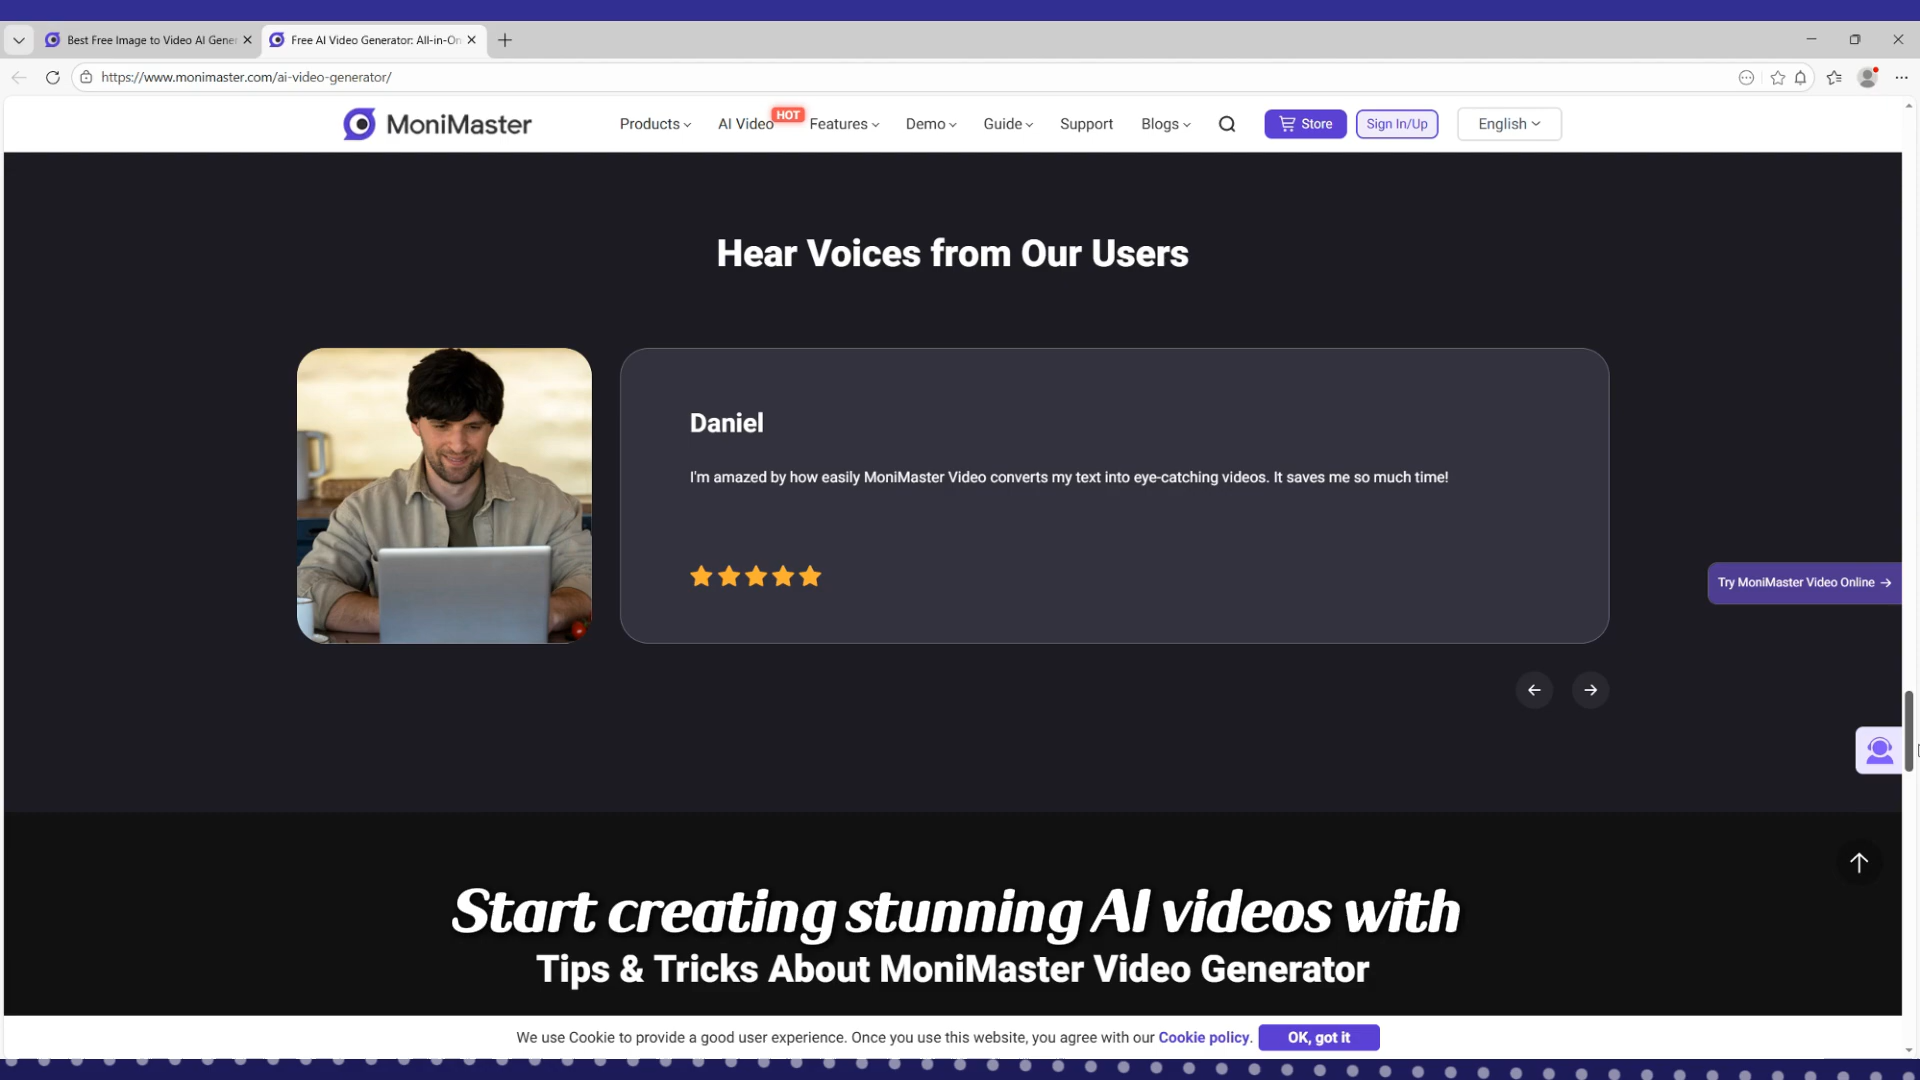 Best Free Image to Video AI Gene
Free AI Video Generator: All-in-On
https://www.monimaster.com/ai-video-generator/
MoniMaster
Products
AI Video
HOT
Features
Demo
Guide
Support
Blogs
Store
Sign In/Up
English
Hear Voices from Our Users
Daniel
I'm amazed by how easily MoniMaster Video converts my text into eye-catching videos. It saves me so much time!
Try MoniMaster Video Online →
Start creating stunning AI videos with
Tips & Tricks About MoniMaster Video Generator
We use Cookie to provide a good user experience. Once you use this website, you agree with our Cookie policy.
OK, got it